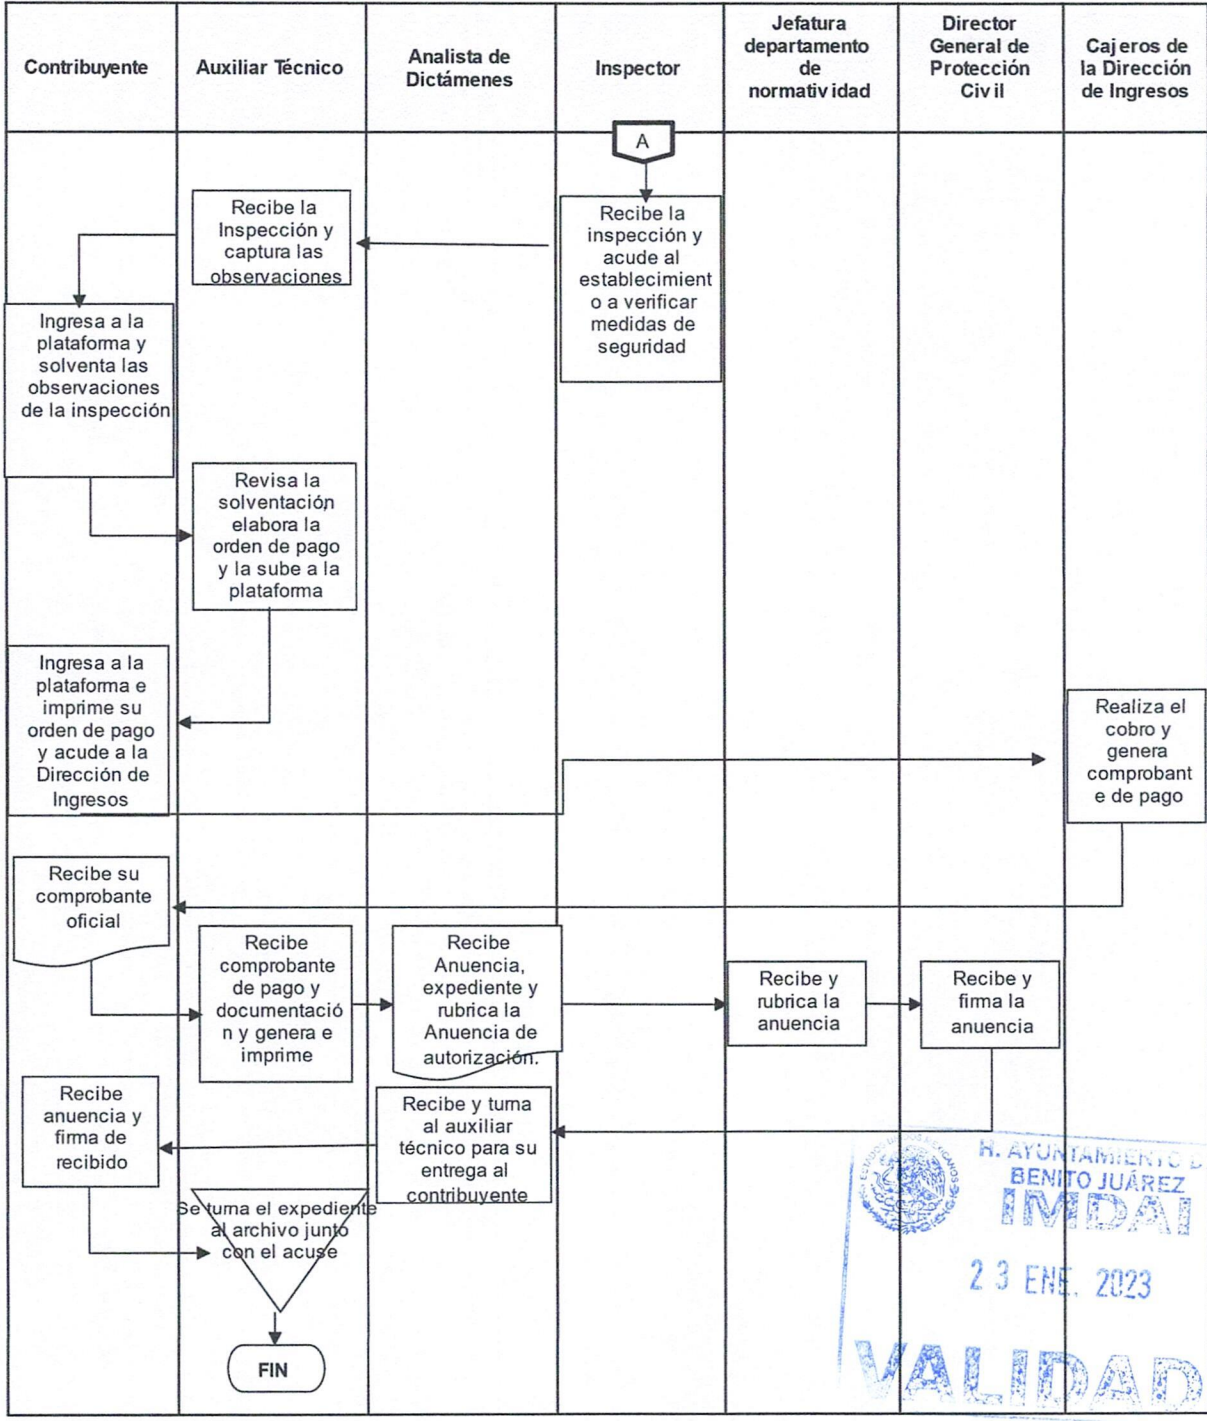 Contribuyente
Auxiliar Técnico
Analista de
Dictámenes
Inspector
Jefatura
departamento
de
normatividad
Director
General de
Protección
Civil
Cajeros de
la Dirección
de Ingresos
A
Recibe la
Inspección y
captura las
observaciones
Recibe la
inspección y
acude al
establecimient
o a verificar
medidas de
seguridad
Ingresa a la
plataforma y
solventa las
observaciones
de la inspección
Revisa la
solventación,
elabora la
orden de pago
y la sube a la
plataforma
Ingresa a la
plataforma e
imprime su
orden de pago
y acude a la
Dirección de
Ingresos
Realiza el
cobro y
genera
comprobant
e de pago
Recibe su
comprobante
oficial
Recibe
comprobante
de pago y
documentació
n y genera e
imprime
Recibe
Anuencia,
expediente y
rubrica la
Anuencia de
autorización.
Recibe y
rubrica la
anuencia
Recibe y
firma la
anuencia
Recibe
anuencia y
firma de
recibido
Recibe y turna
al auxiliar
técnico para su
entrega al
contribuyente
Se turna el expediente
al archivo junto
con el acuse
FIN
H. AYUNTAMIENTO D
BENITO JUÁREZ
IMDAI
23 ENE. 2023
VALIDAD